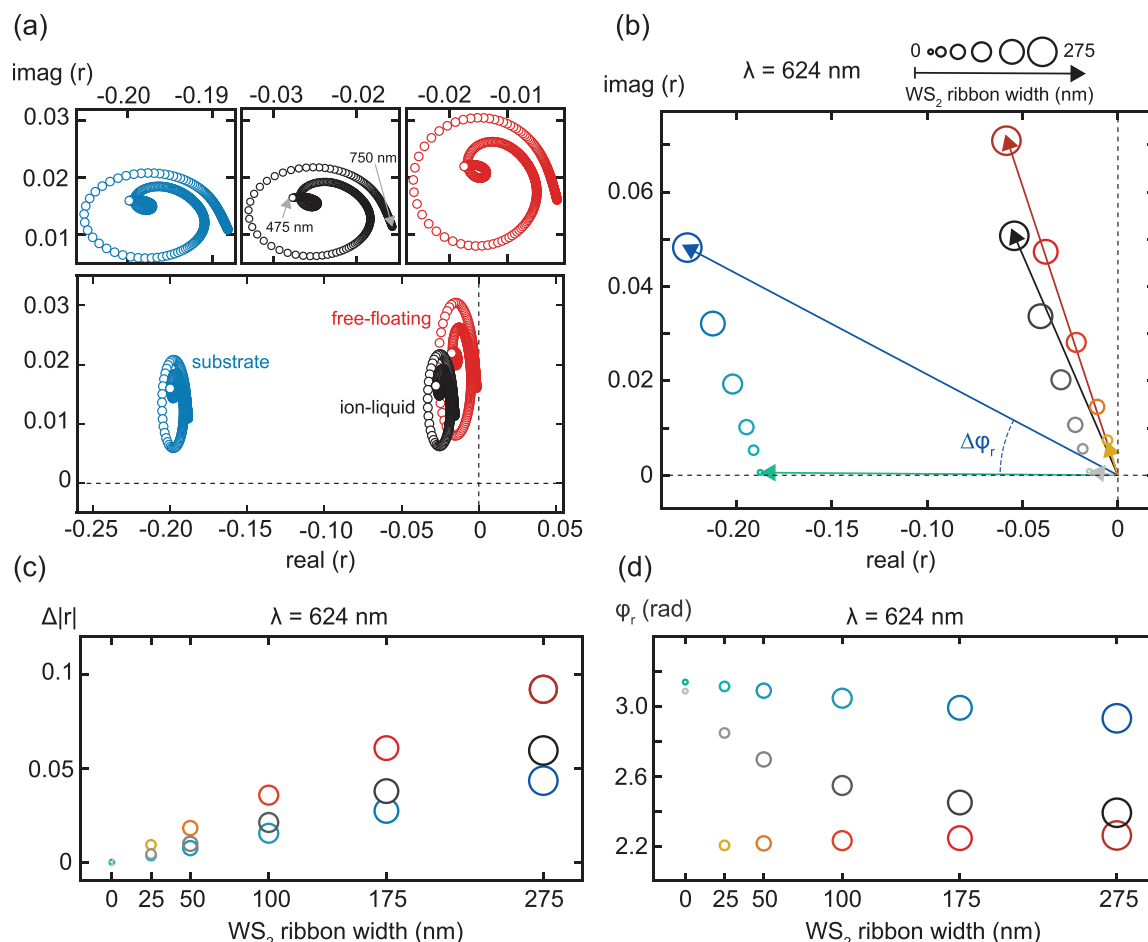 (a)
imag (r)
-0.20 -0.19 -0.03 -0.02 -0.02 -0.01
0.03
0.02
0.01
750 nm
475 nm
0.03
0.02
0.01
0
free-floating
substrate
ion-liquid
-0.25 -0.20 -0.15 -0.10 -0.05 0 0.05
real (r)
(b)
0 275
λ = 624 nm
WS₂ ribbon width (nm)
imag (r)
0.06
0.04
0.02
0
Δφᵣ
-0.20 -0.15 -0.10 -0.05 0
real (r)
(c)
Δ|r|
λ = 624 nm
0.1
0.05
0
0 25 50 100 175 275
WS₂ ribbon width (nm)
(d)
φᵣ (rad)
λ = 624 nm
3.0
2.6
2.2
0 25 50 100 175 275
WS₂ ribbon width (nm)